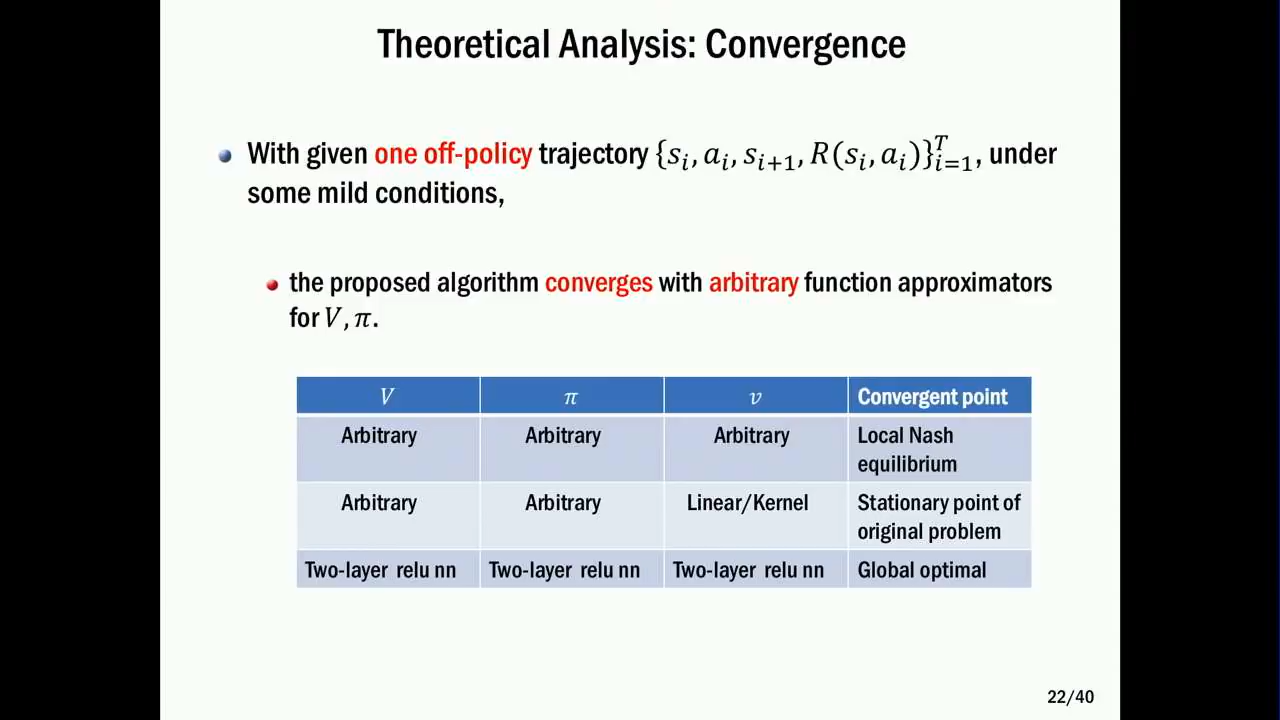 Theoretical Analysis: Convergence
With given one off-policy trajectory {s_i, a_i, s_{i+1}, R(s_i, a_i)}_{i=1}^T, under
some mild conditions,
the proposed algorithm converges with arbitrary function approximators
for V, π.
V π ν Convergent point
Arbitrary Arbitrary Arbitrary Local Nash
equilibrium
Arbitrary Arbitrary Linear/Kernel Stationary point of
original problem
Two-layer relu nn Two-layer relu nn Two-layer relu nn Global optimal
22/40